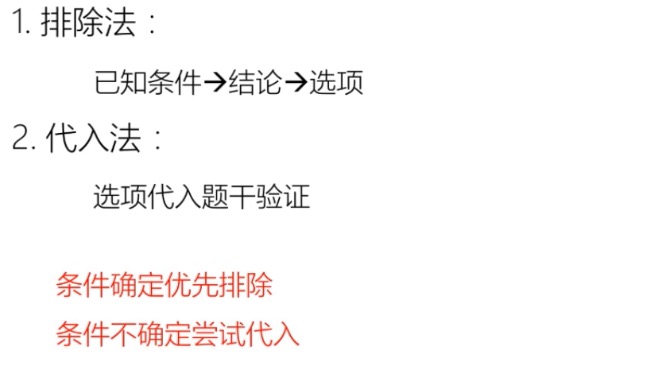 1. 排除法：
已知条件→结论→选项
2. 代入法：
选项代入题干验证
条件确定优先排除
条件不确定尝试代入